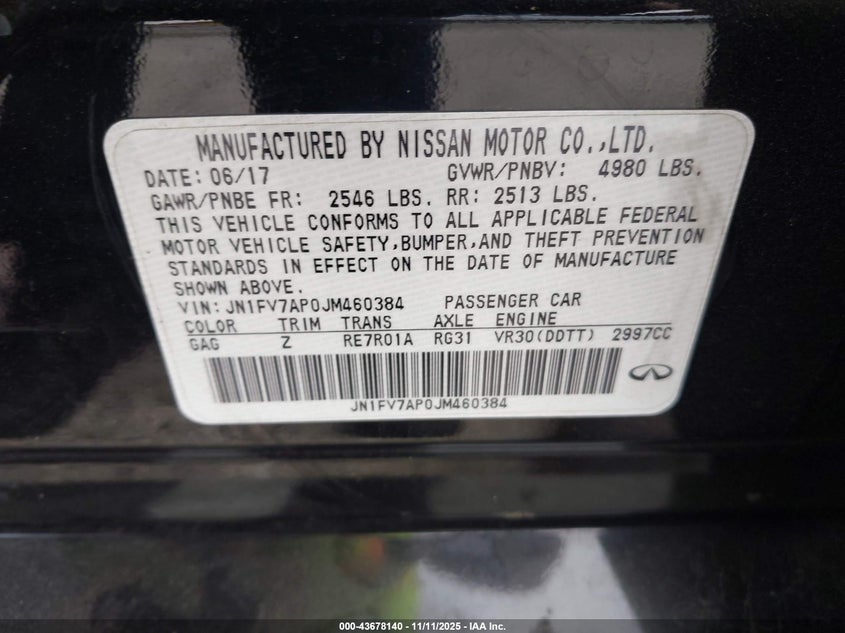 MANUFACTURED BY NISSAN MOTOR CO.,LTD.
DATE: 06/17 GVWR/PNBV: 4980 LBS.
GAWR/PNBE FR: 2546 LBS. RR: 2513 LBS.
THIS VEHICLE CONFORMS TO ALL APPLICABLE FEDERAL
MOTOR VEHICLE SAFETY,BUMPER,AND THEFT PREVENTION
STANDARDS IN EFFECT ON THE DATE OF MANUFACTURE
SHOWN ABOVE.
VIN: JN1FV7AP0JM460384 PASSENGER CAR
COLOR TRIM TRANS AXLE ENGINE
GAG Z RE7R01A RG31 VR30(DDTT) 2997CC
JN1FV7AP0JM460384
000-43678140 - 11/11/2025 - IAA Inc.